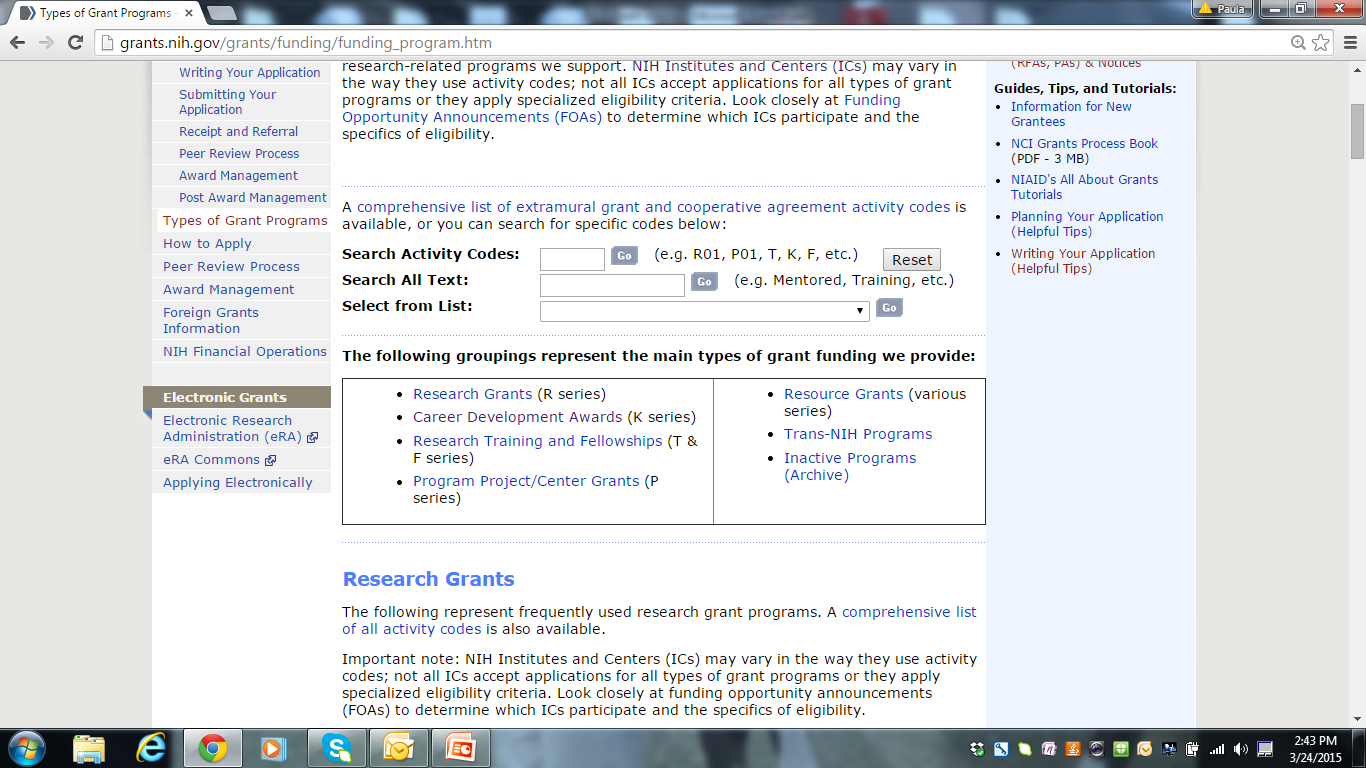 Types of Grant Programs
Paula
grants.nih.gov/grants/funding/funding_program.htm
Writing Your Application
Submitting Your
Application
Receipt and Referral
Peer Review Process
Award Management
Post Award Management
Types of Grant Programs
How to Apply
Peer Review Process
Award Management
Foreign Grants
Information
NIH Financial Operations
Electronic Grants
Electronic Research
Administration (eRA)
eRA Commons
Applying Electronically
research-related programs we support. NIH Institutes and Centers (ICs) may vary in
the way they use activity codes; not all ICs accept applications for all types of grant
programs or they apply specialized eligibility criteria. Look closely at Funding
Opportunity Announcements (FOAs) to determine which ICs participate and the
specifics of eligibility.
A comprehensive list of extramural grant and cooperative agreement activity codes is
available, or you can search for specific codes below:
Search Activity Codes: Go (e.g. R01, P01, T, K, F, etc.) Reset
Search All Text: Go (e.g. Mentored, Training, etc.)
Select from List: Go
The following groupings represent the main types of grant funding we provide:
• Research Grants (R series)
• Career Development Awards (K series)
• Research Training and Fellowships (T &
F series)
• Program Project/Center Grants (P
series)
• Resource Grants (various
series)
• Trans-NIH Programs
• Inactive Programs
(Archive)
Research Grants
The following represent frequently used research grant programs. A comprehensive list
of all activity codes is also available.
Important note: NIH Institutes and Centers (ICs) may vary in the way they use activity
codes; not all ICs accept applications for all types of grant programs or they apply
specialized eligibility criteria. Look closely at funding opportunity announcements
(FOAs) to determine which ICs participate and the specifics of eligibility.
(RFAs, PAs) & Notices
Guides, Tips, and Tutorials:
• Information for New
Grantees
• NCI Grants Process Book
(PDF - 3 MB)
• NIAID's All About Grants
Tutorials
• Planning Your Application
(Helpful Tips)
• Writing Your Application
(Helpful Tips)
2:43 PM
3/24/2015